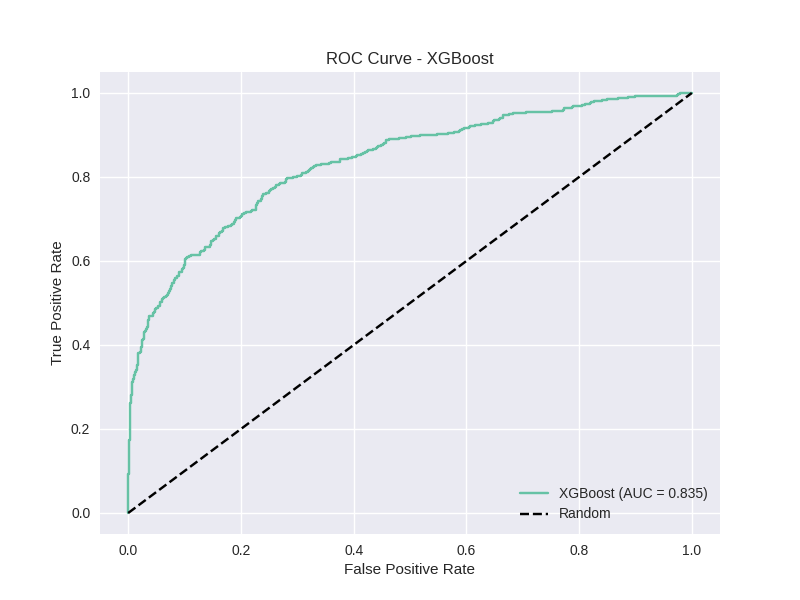 ROC Curve - XGBoost
True Positive Rate
1.0
0.8
0.6
0.4
0.2
0.0
XGBoost (AUC = 0.835)
Random
0.0 0.2 0.4 0.6 0.8 1.0
False Positive Rate